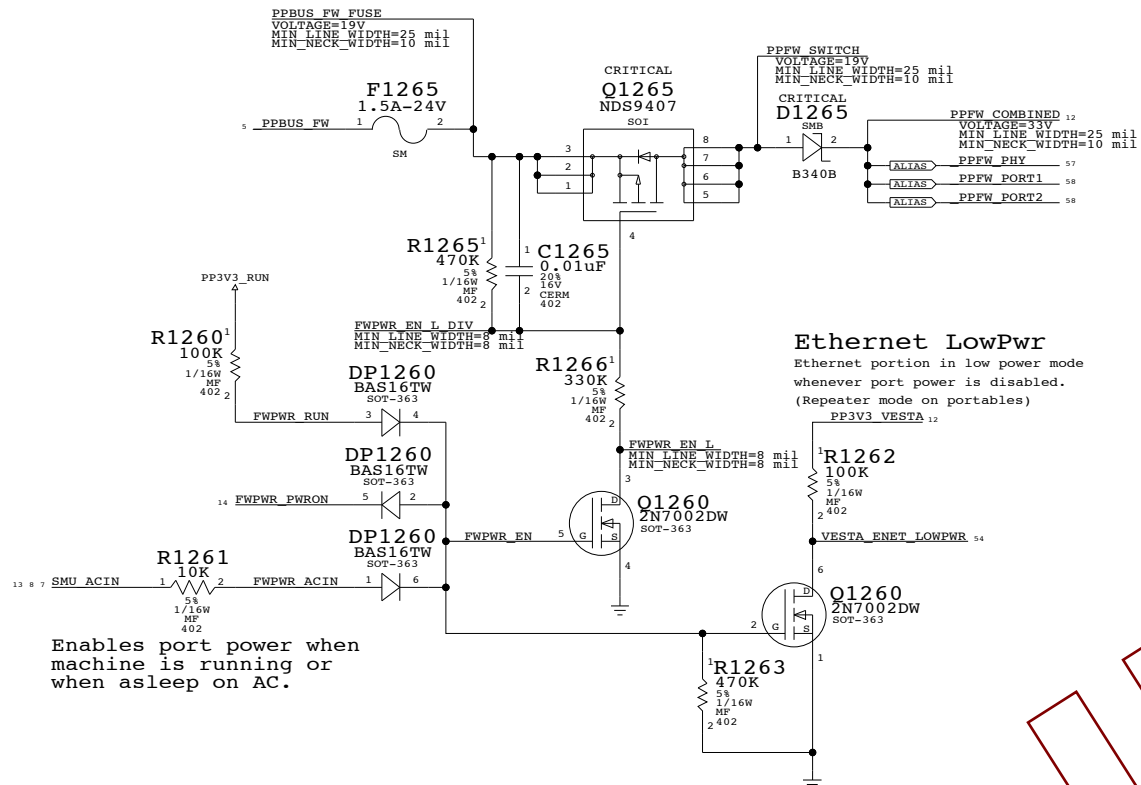 PPBUS_FW_FUSE
VOLTAGE=19V
MIN_LINE_WIDTH=25 mil
MIN_NECK_WIDTH=10 mil
F1265
1.5A-24V
5 PPBUS_FW 1 2
SM
CRITICAL
Q1265
NDS9407
SOI
3
2
1
8
7
6
5
4
PPFW_SWITCH
VOLTAGE=19V
MIN_LINE_WIDTH=25 mil
MIN_NECK_WIDTH=10 mil
CRITICAL
D1265
SMB
1 2
B340B
PPFW_COMBINED 12
VOLTAGE=33V
MIN_LINE_WIDTH=25 mil
MIN_NECK_WIDTH=10 mil
ALIAS PPFW_PHY 57
ALIAS PPFW_PORT1 58
ALIAS PPFW_PORT2 58
R1265 1
470K
5%
1/16W
MF
402
2
1
C1265
0.01uF
20%
16V
CERM
402
2
FWPWR_EN_L_DIV
MIN_LINE_WIDTH=8 mil
MIN_NECK_WIDTH=8 mil
PP3V3_RUN
R1260 1
100K
5%
1/16W
MF
402
2
FWPWR_RUN
DP1260
BAS16TW
SOT-363
3 4
DP1260
BAS16TW
SOT-363
14 FWPWR_PWRON 5 2
DP1260
BAS16TW
SOT-363
13 8 7 SMU_ACIN
R1261
10K
1 2
5%
1/16W
MF
402
FWPWR_ACIN 1 6
Enables port power when
machine is running or
when asleep on AC.
R1266 1
330K
5%
1/16W
MF
402
2
FWPWR_EN_L
MIN_LINE_WIDTH=8 mil
MIN_NECK_WIDTH=8 mil
3
D
FWPWR_EN 5 G
S
4
Q1260
2N7002DW
SOT-363
Ethernet LowPwr
Ethernet portion in low power mode
whenever port power is disabled.
(Repeater mode on portables)
PP3V3_VESTA 12
1 R1262
100K
5%
1/16W
MF
2 402
VESTA_ENET_LOWPWR 54
6
D
2 G
S
1
Q1260
2N7002DW
SOT-363
1 R1263
470K
5%
1/16W
MF
2 402